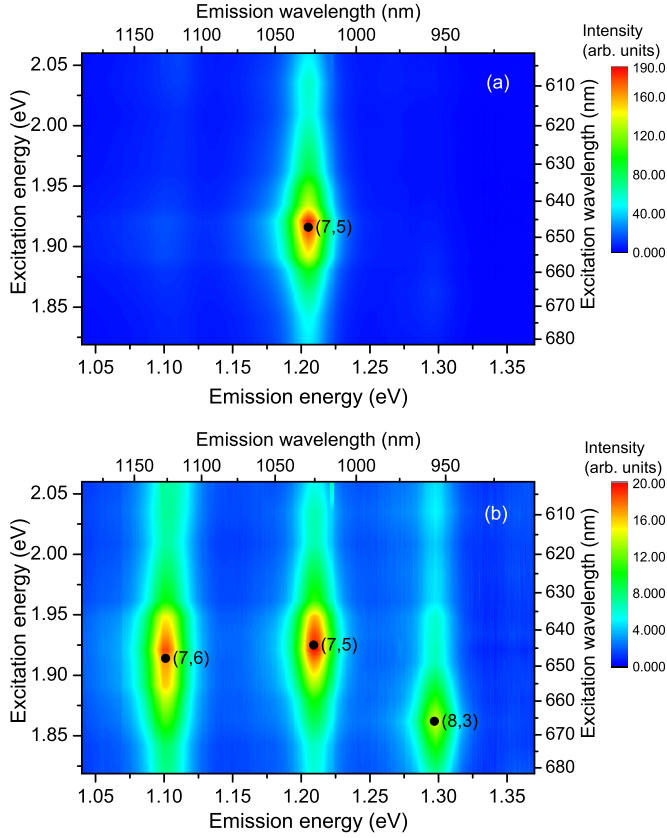 Emission wavelength (nm)
1150 1100 1050 1000 950
Intensity
(arb. units)
2.05
2.00
1.95
1.90
1.85
Excitation energy (eV)
(a)
(7,5)
610
620
630
640
650
660
670
680
Excitation wavelength (nm)
190.0
160.0
120.0
80.00
40.00
0.000
1.05 1.10 1.15 1.20 1.25 1.30 1.35
Emission energy (eV)
Emission wavelength (nm)
1150 1100 1050 1000 950
Intensity
(arb. units)
2.05
2.00
1.95
1.90
1.85
Excitation energy (eV)
(b)
(7,6)
(7,5)
(8,3)
610
620
630
640
650
660
670
680
Excitation wavelength (nm)
20.00
16.00
12.00
8.000
4.000
0.000
1.05 1.10 1.15 1.20 1.25 1.30 1.35
Emission energy (eV)